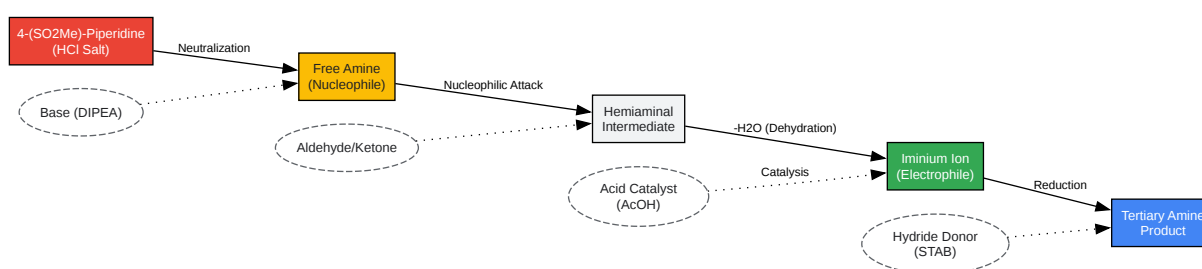 4-(SO2Me)-Piperidine
(HCl Salt)
Neutralization
Base (DIPEA)
Free Amine
(Nucleophile)
Nucleophilic Attack
Aldehyde/Ketone
Hemiaminal
Intermediate
-H2O (Dehydration)
Acid Catalyst
(AcOH)
Catalysis
Iminium Ion
(Electrophile)
Reduction
Hydride Donor
(STAB)
Tertiary Amine
Product